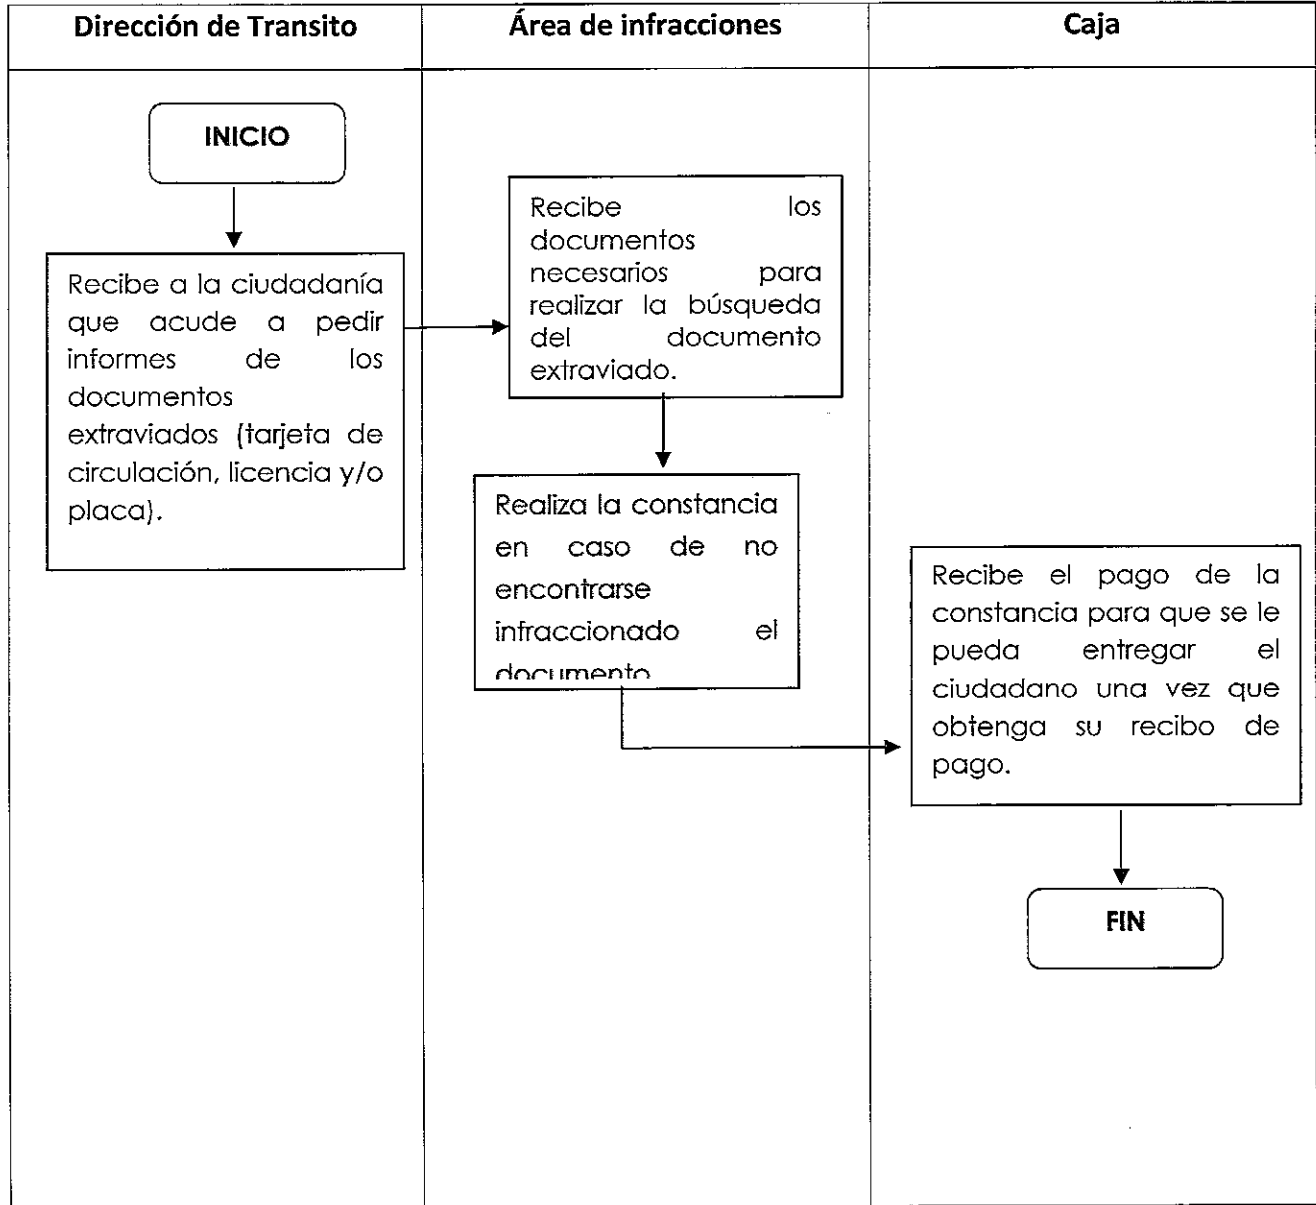 Dirección de Transito
Área de infracciones
Caja
INICIO
Recibe a la ciudadanía
que acude a pedir
informes de los
documentos
extraviados (tarjeta de
circulación, licencia y/o
placa).
Recibe los
documentos
necesarios para
realizar la búsqueda
del documento
extraviado.
Realiza la constancia
en caso de no
encontrarse
infraccionado el
documento
Recibe el pago de la
constancia para que se le
pueda entregar el
ciudadano una vez que
obtenga su recibo de
pago.
FIN